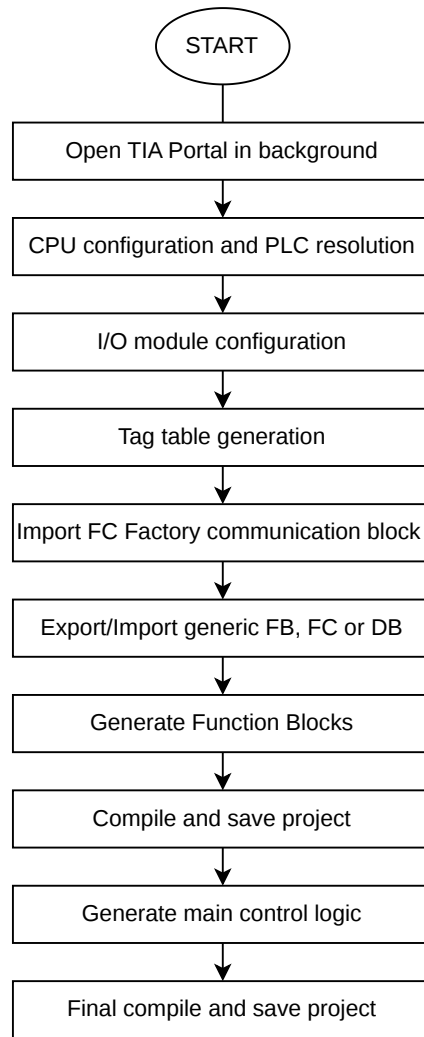 START
Open TIA Portal in background
CPU configuration and PLC resolution
I/O module configuration
Tag table generation
Import FC Factory communication block
Export/Import generic FB, FC or DB
Generate Function Blocks
Compile and save project
Generate main control logic
Final compile and save project